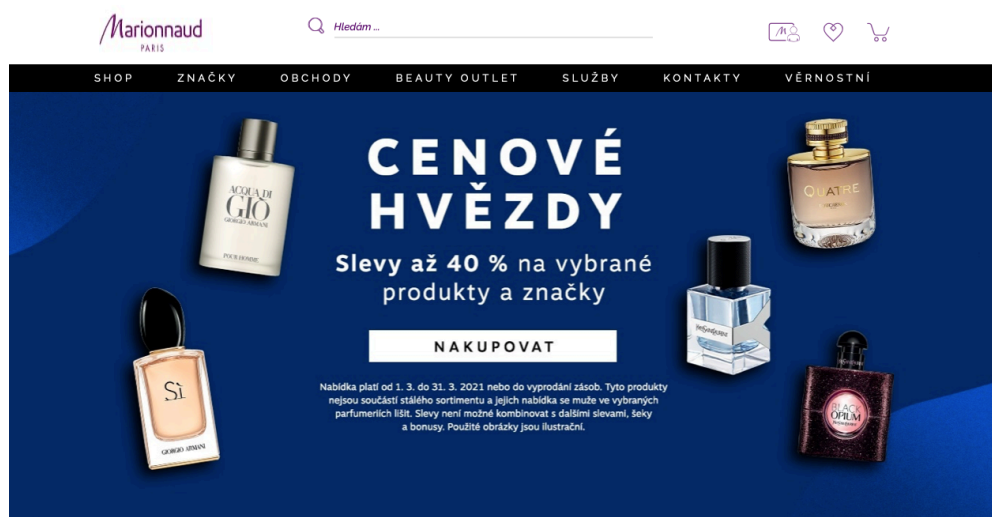 Marionnaud
PARIS
Hledám ...
SHOP ZNAČKY OBCHODY BEAUTY OUTLET SLUŽBY KONTAKTY VĚRNOSTNÍ
CENOVÉ
HVĚZDY
Slevy až 40 % na vybrané
produkty a značky
NAKUPOVAT
Nabídka platí od 1. 3. do 31. 3. 2021 nebo do vyprodání zásob. Tyto produkty
nejsou součástí stálého sortimentu a jejich nabídka se muže ve vybraných
parfumeriích lišit. Slevy není možné kombinovat s dalšími slevami, šeky
a bonusy. Použité obrázky jsou ilustrační.
ACQUA DI
GIÒ
GIORGIO ARMANI
POUR HOMME
Sì
GIORGIO ARMANI
QUATRE
YVESSAINTLAURENT
BLACK
OPIUM